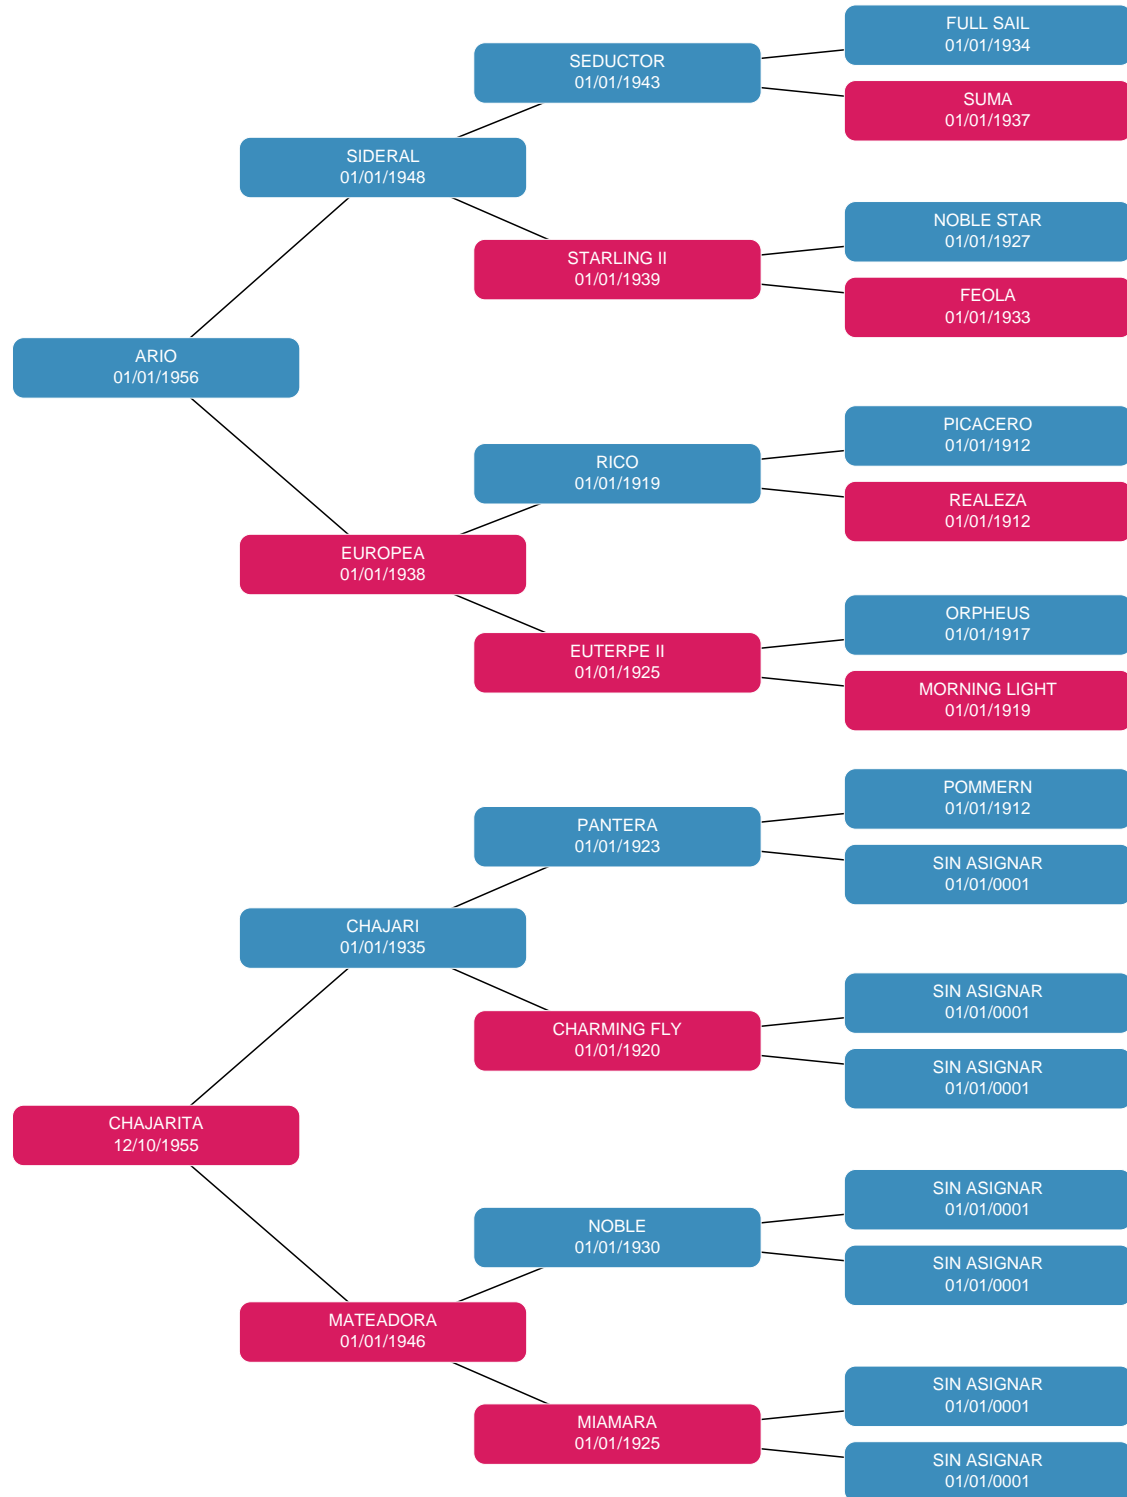 FULL SAIL
01/01/1934
SEDUCTOR
01/01/1943
SUMA
01/01/1937
SIDERAL
01/01/1948
NOBLE STAR
01/01/1927
STARLING II
01/01/1939
FEOLA
01/01/1933
ARIO
01/01/1956
PICACERO
01/01/1912
RICO
01/01/1919
REALEZA
01/01/1912
EUROPEA
01/01/1938
ORPHEUS
01/01/1917
EUTERPE II
01/01/1925
MORNING LIGHT
01/01/1919
POMMERN
01/01/1912
PANTERA
01/01/1923
SIN ASIGNAR
01/01/0001
CHAJARI
01/01/1935
SIN ASIGNAR
01/01/0001
CHARMING FLY
01/01/1920
SIN ASIGNAR
01/01/0001
CHAJARITA
12/10/1955
SIN ASIGNAR
01/01/0001
NOBLE
01/01/1930
SIN ASIGNAR
01/01/0001
MATEADORA
01/01/1946
SIN ASIGNAR
01/01/0001
MIAMARA
01/01/1925
SIN ASIGNAR
01/01/0001